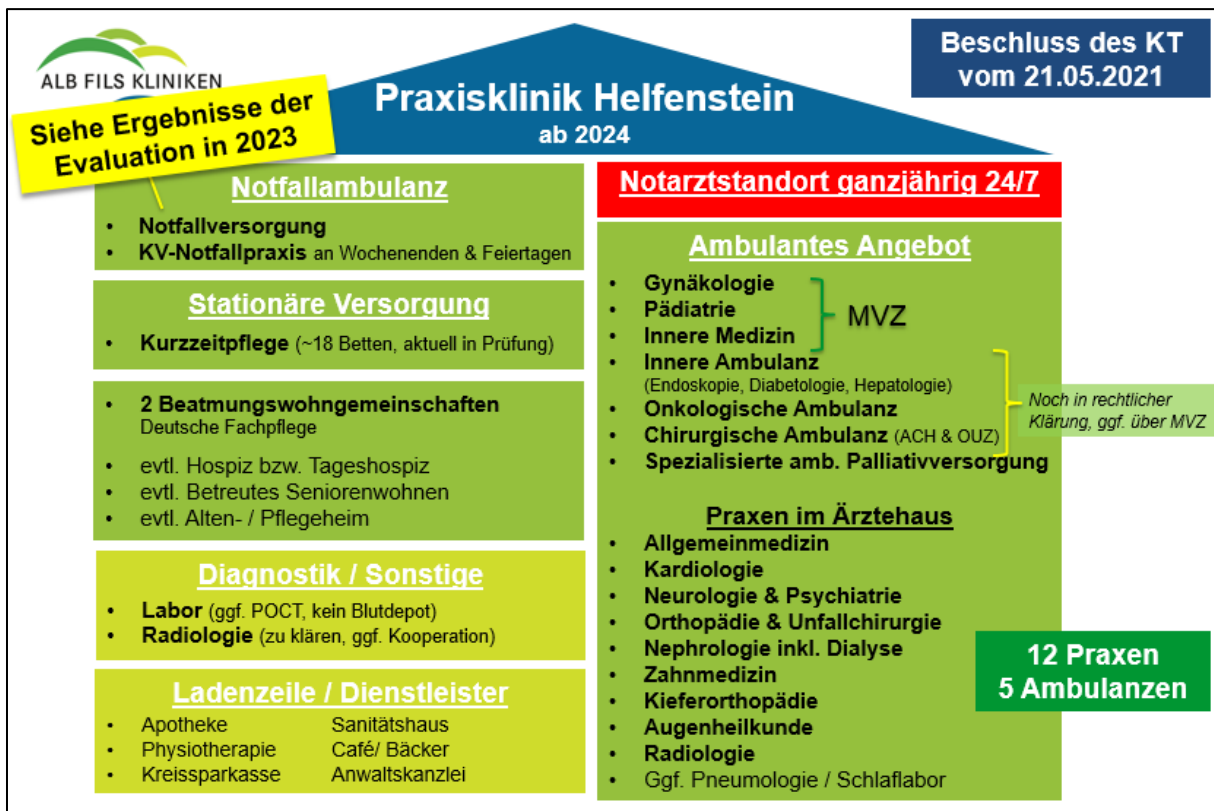 ALB FILS KLINIKEN
Beschluss des KT
vom 21.05.2021
Praxisklinik Helfenstein
ab 2024
Siehe Ergebnisse der
Evaluation in 2023
Notfallambulanz
• Notfallversorgung
• KV-Notfallpraxis an Wochenenden & Feiertagen
Stationäre Versorgung
• Kurzzeitpflege (~18 Betten, aktuell in Prüfung)
• 2 Beatmungswohngemeinschaften
Deutsche Fachpflege
• evtl. Hospiz bzw. Tageshospiz
• evtl. Betreutes Seniorenwohnen
• evtl. Alten- / Pflegeheim
Diagnostik / Sonstige
• Labor (ggf. POCT, kein Blutdepot)
• Radiologie (zu klären, ggf. Kooperation)
Ladenzeile / Dienstleister
• Apotheke Sanitätshaus
• Physiotherapie Café/ Bäcker
• Kreissparkasse Anwaltskanzlei
Notarztstandort ganzjährig 24/7
Ambulantes Angebot
• Gynäkologie
• Pädiatrie
• Innere Medizin
MVZ
• Innere Ambulanz
(Endoskopie, Diabetologie, Hepatologie)
• Onkologische Ambulanz
• Chirurgische Ambulanz (ACH & OUZ)
• Spezialisierte amb. Palliativversorgung
Noch in rechtlicher
Klärung, ggf. über MVZ
Praxen im Ärztehaus
• Allgemeinmedizin
• Kardiologie
• Neurologie & Psychiatrie
• Orthopädie & Unfallchirurgie
• Nephrologie inkl. Dialyse
• Zahnmedizin
• Kieferorthopädie
• Augenheilkunde
• Radiologie
• Ggf. Pneumologie / Schlaflabor
12 Praxen
5 Ambulanzen